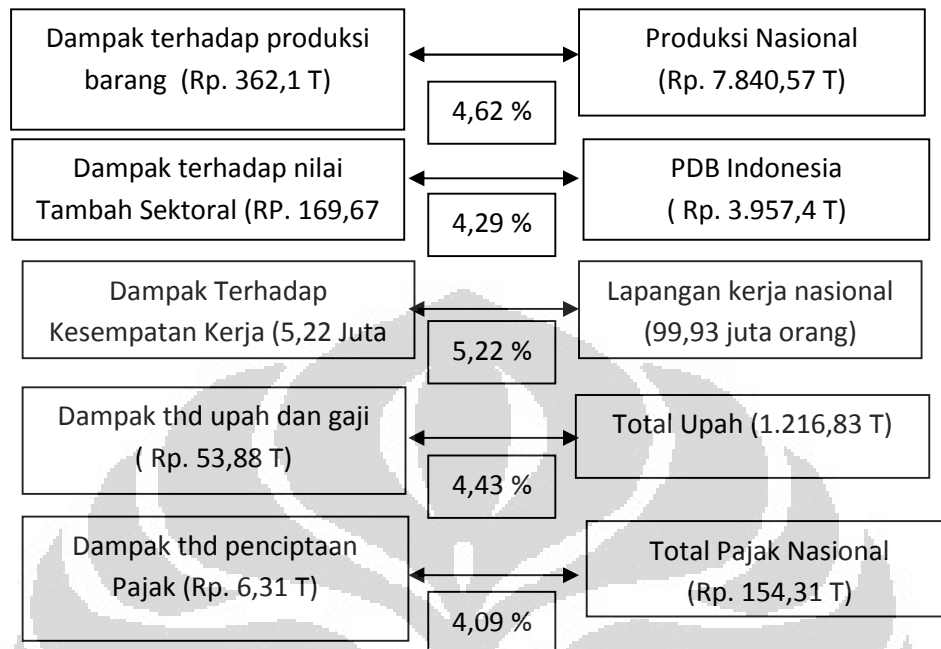 Dampak terhadap produksi
barang (Rp. 362,1 T)
4,62 %
Produksi Nasional
(Rp. 7.840,57 T)
Dampak terhadap nilai
Tambah Sektoral (RP. 169,67
4,29 %
PDB Indonesia
( Rp. 3.957,4 T)
Dampak Terhadap
Kesempatan Kerja (5,22 Juta
5,22 %
Lapangan kerja nasional
(99,93 juta orang)
Dampak thd upah dan gaji
( Rp. 53,88 T)
4,43 %
Total Upah (1.216,83 T)
Dampak thd penciptaan
Pajak (Rp. 6,31 T)
4,09 %
Total Pajak Nasional
(Rp. 154,31 T)